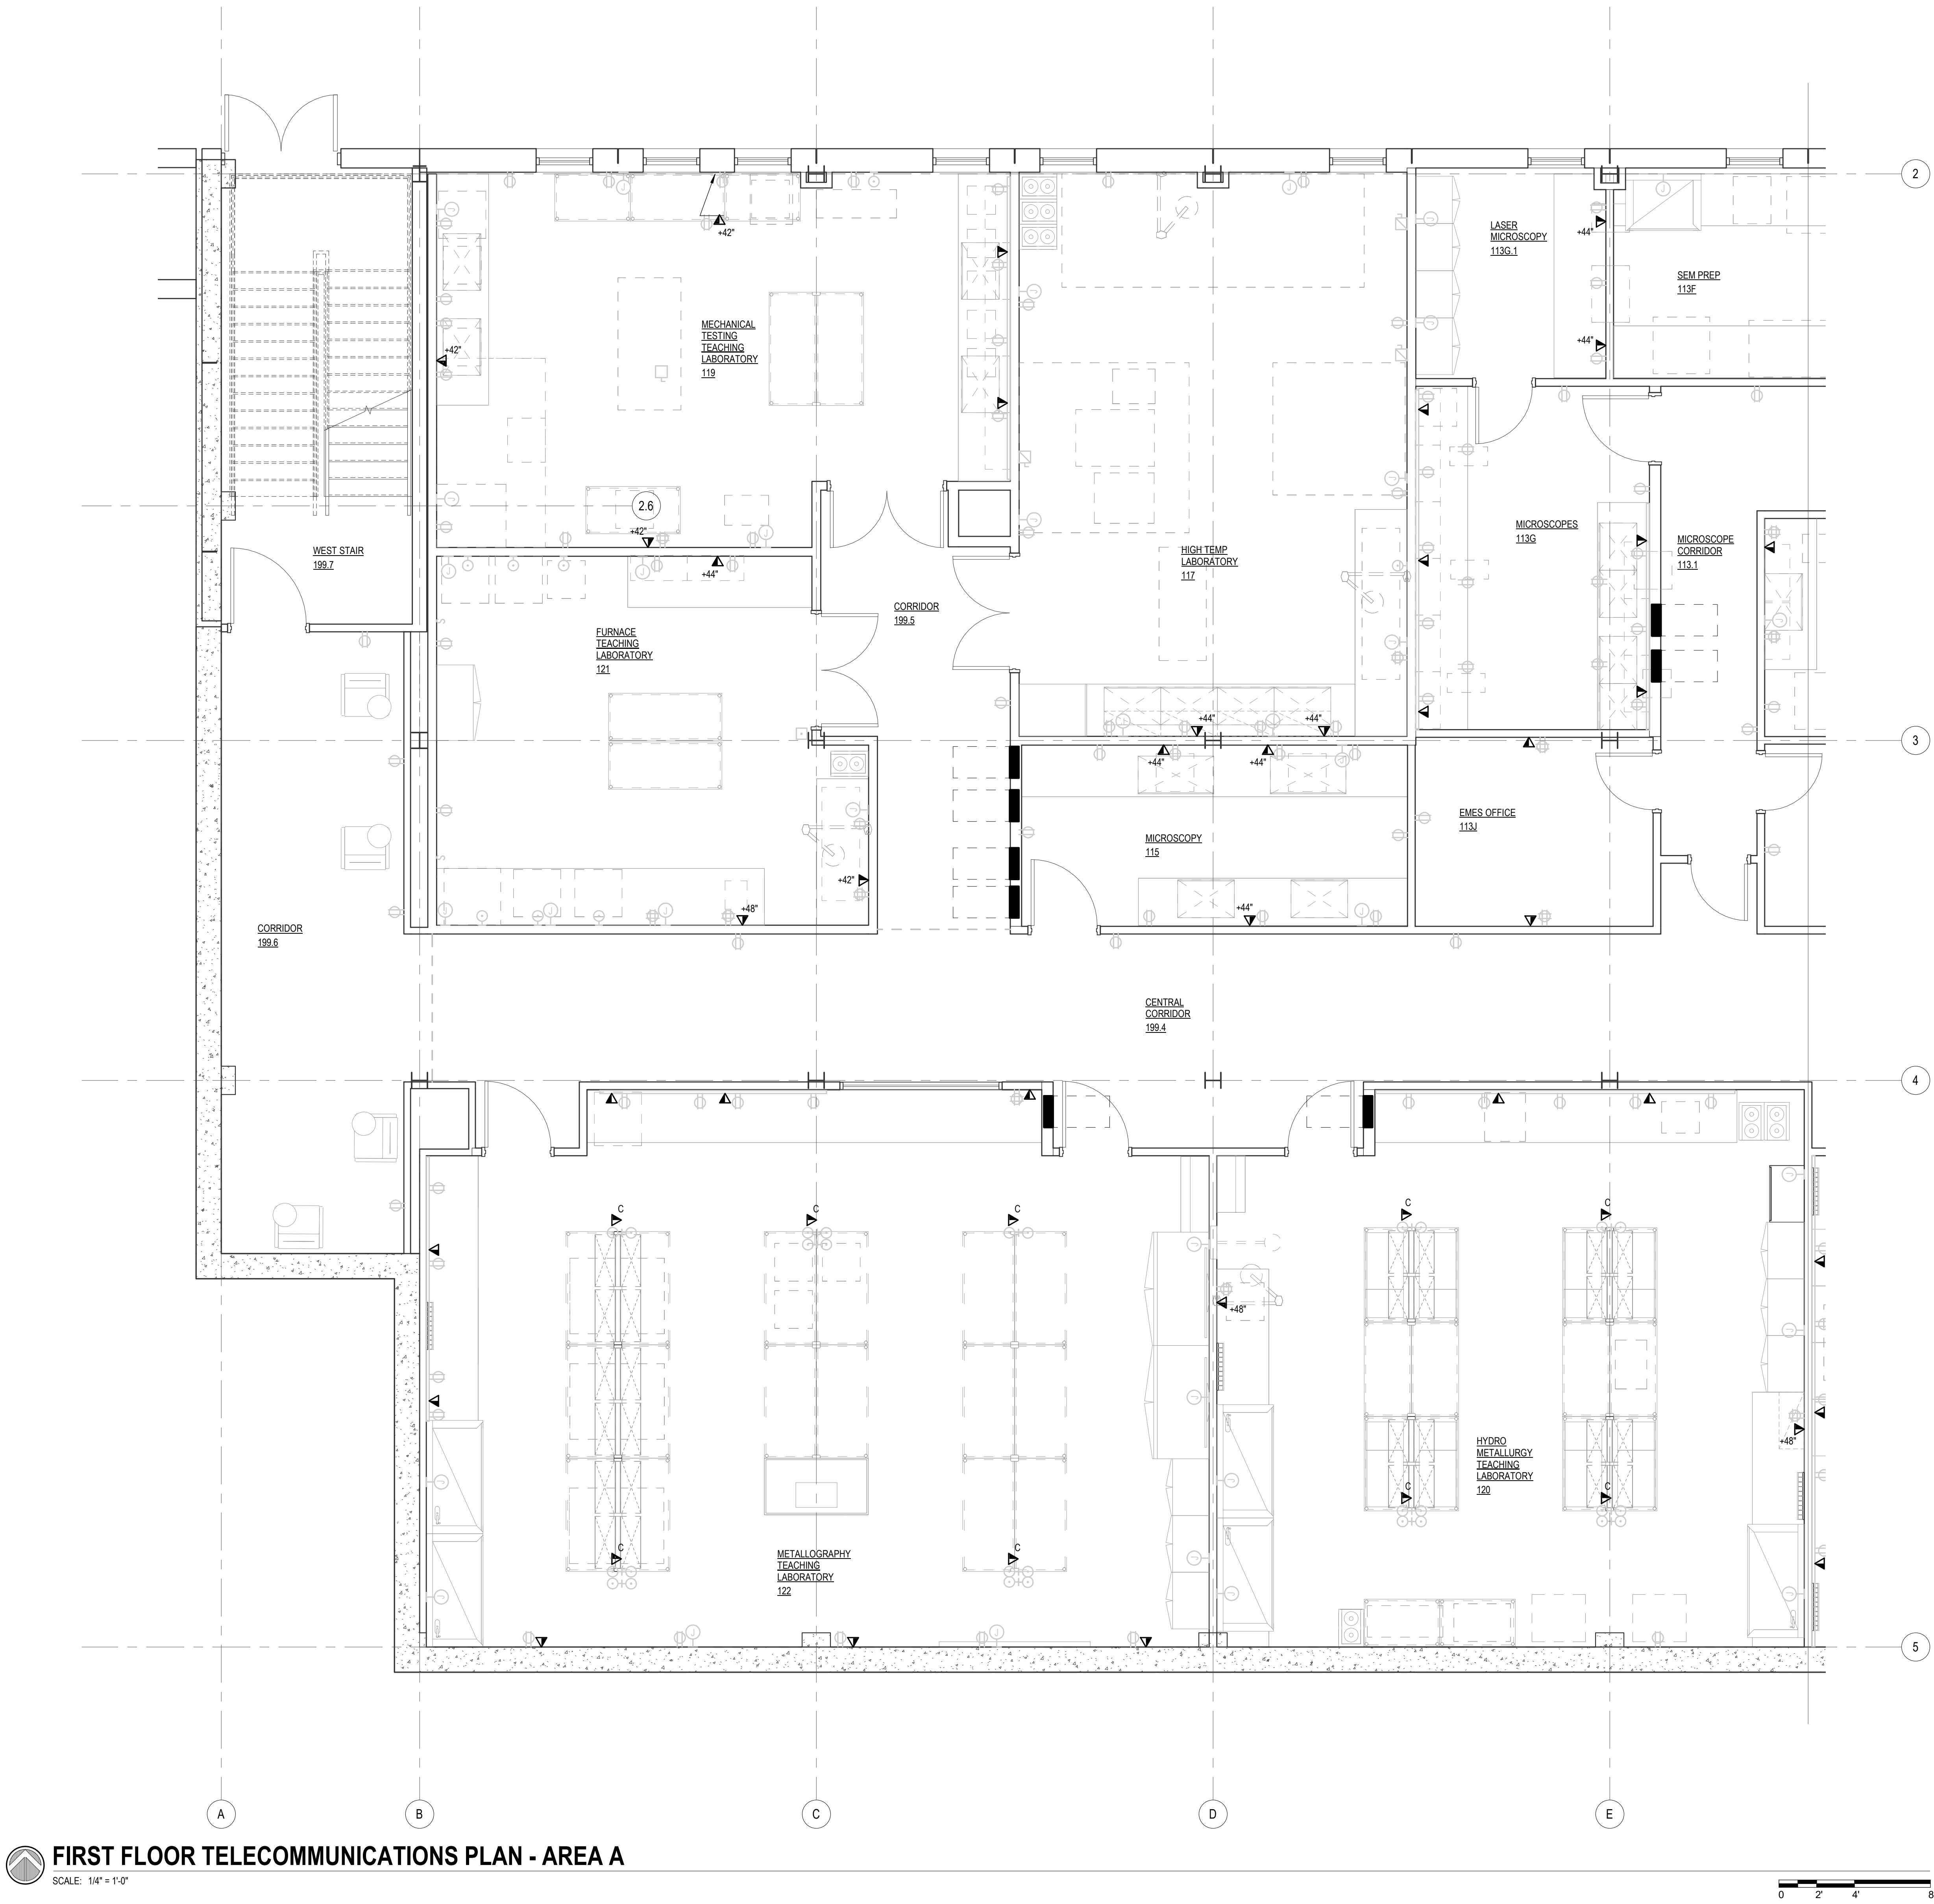 2
+42"
LASER
MICROSCOPY
113G.1
+44"
SEM PREP
113F
MECHANICAL
TESTING
TEACHING
LABORATORY
119
+42"
+44"
2.6
+42"
WEST STAIR
199.7
MICROSCOPES
113G
MICROSCOPE
CORRIDOR
113.1
HIGH TEMP
LABORATORY
117
+44"
CORRIDOR
199.5
FURNACE
TEACHING
LABORATORY
121
+44"
+44"
3
+44"
+44"
EMES OFFICE
113J
MICROSCOPY
115
+42"
+48"
+44"
CORRIDOR
199.6
CENTRAL
CORRIDOR
199.4
4
C
C
C
C
C
+48"
HYDRO
METALLURGY
TEACHING
LABORATORY
120
+48"
C
C
C
C
METALLOGRAPHY
TEACHING
LABORATORY
122
5
A
B
C
D
E
FIRST FLOOR TELECOMMUNICATIONS PLAN - AREA A
SCALE: 1/4" = 1'-0"
0 2' 4' 8